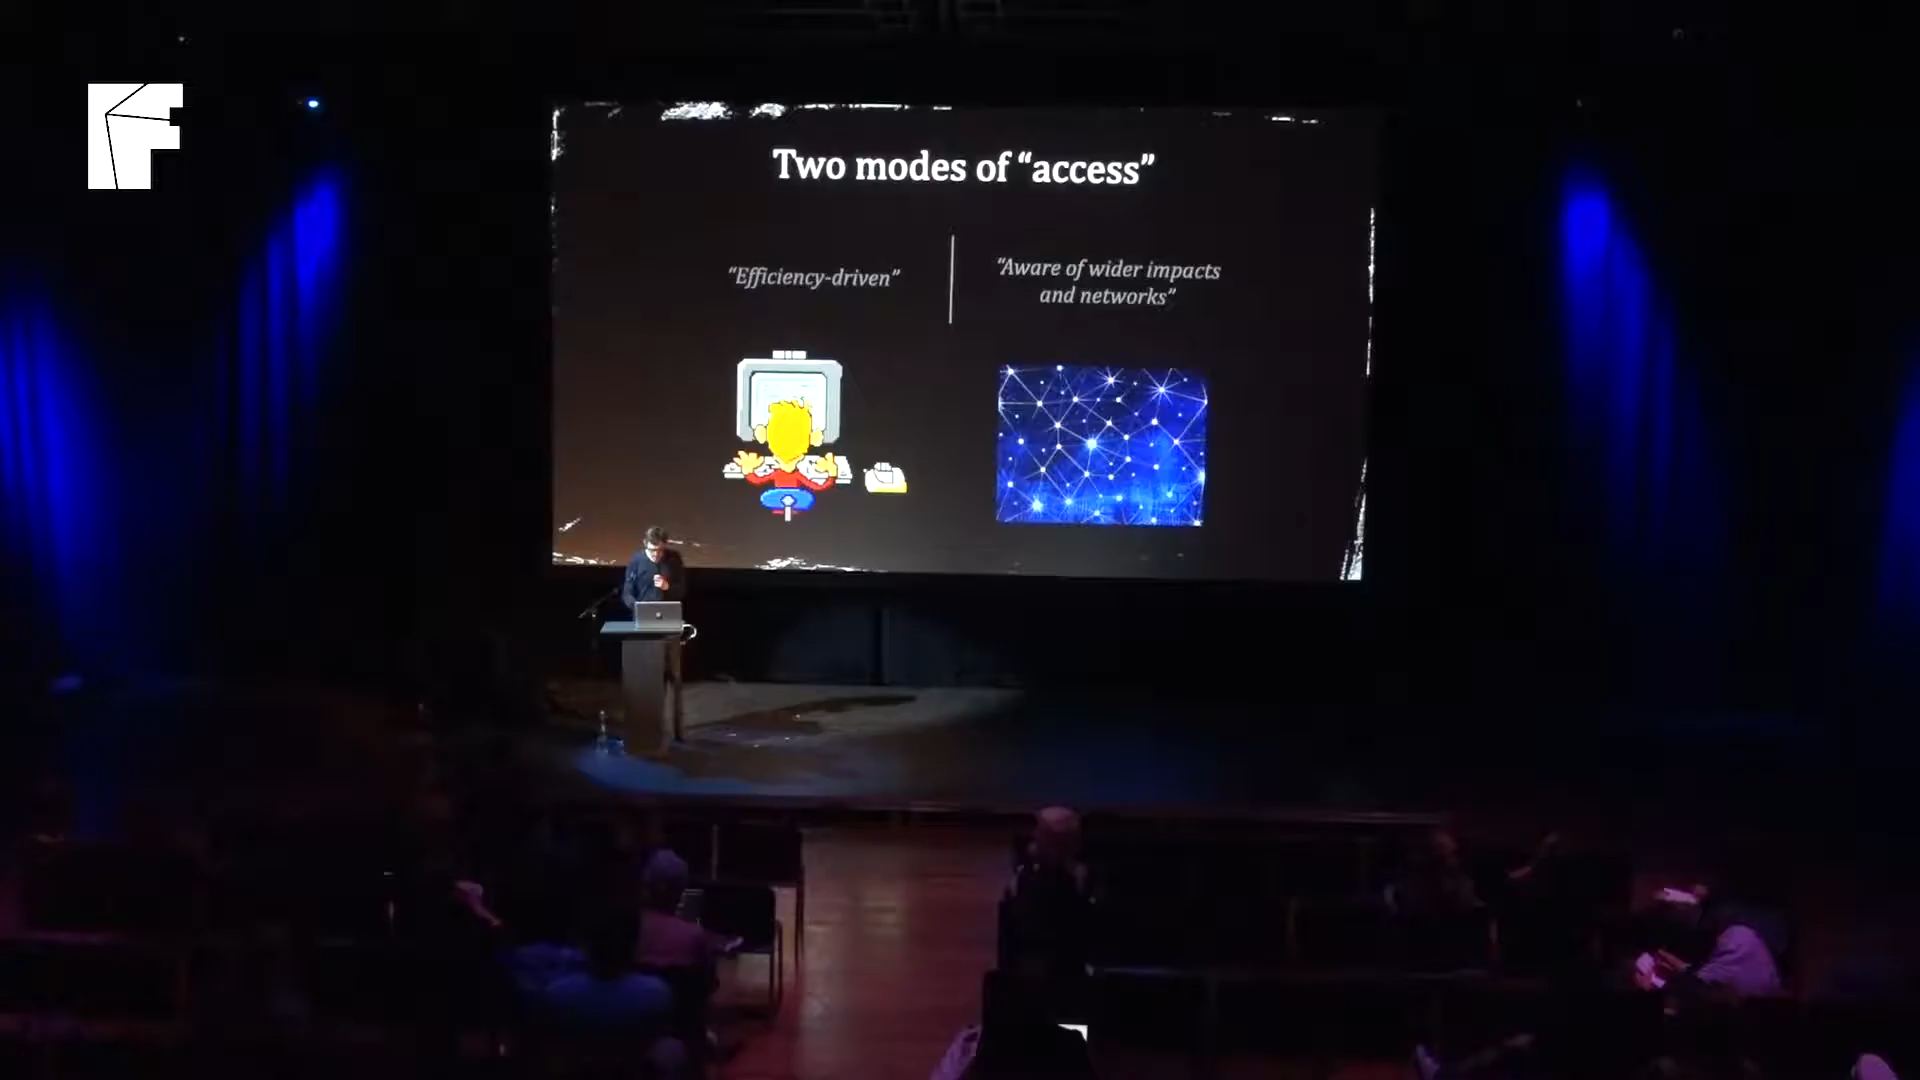 F
Two modes of “access”
“Efficiency-driven”
“Aware of wider impacts
and networks”